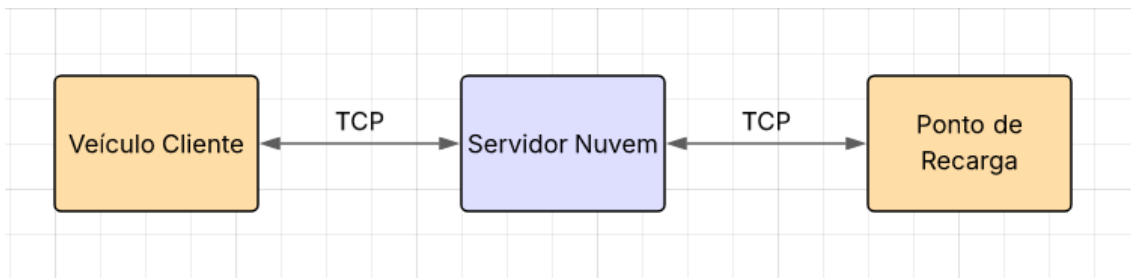 Veículo Cliente
TCP
Servidor Nuvem
TCP
Ponto de
Recarga